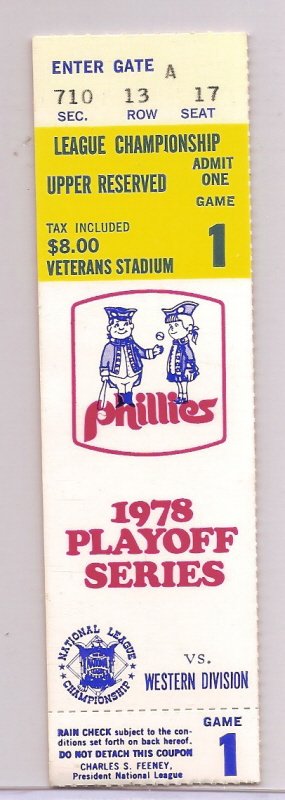 ENTER GATE A
710 13 17
SEC. ROW SEAT
LEAGUE CHAMPIONSHIP
UPPER RESERVED
ADMIT
ONE
GAME
1
TAX INCLUDED
$8.00
VETERANS STADIUM
phillies
1978
PLAYOFF
SERIES
NATIONAL LEAGUE
CHAMPIONSHIP
vs.
WESTERN DIVISION
GAME
1
RAIN CHECK subject to the con-
ditions set forth on back hereof.
DO NOT DETACH THIS COUPON
CHARLES S. FEENEY,
President National League